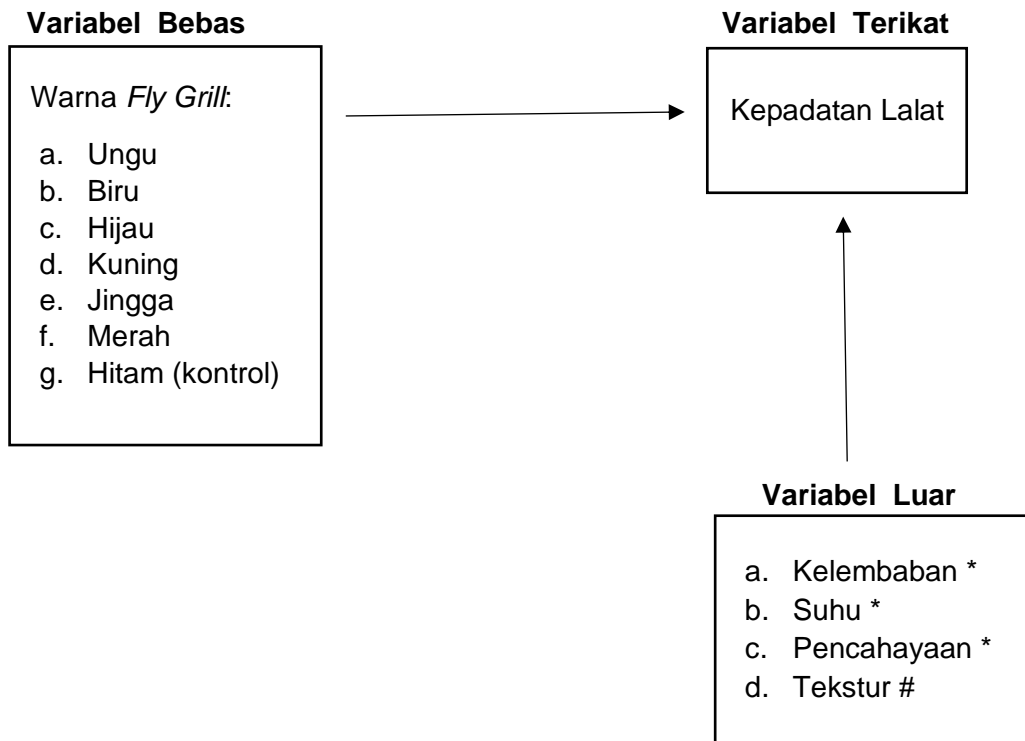 Variabel Bebas
Warna Fly Grill:
a. Ungu
b. Biru
c. Hijau
d. Kuning
e. Jingga
f. Merah
g. Hitam (kontrol)
Variabel Terikat
Kepadatan Lalat
Variabel Luar
a. Kelembaban *
b. Suhu *
c. Pencahayaan *
d. Tekstur #